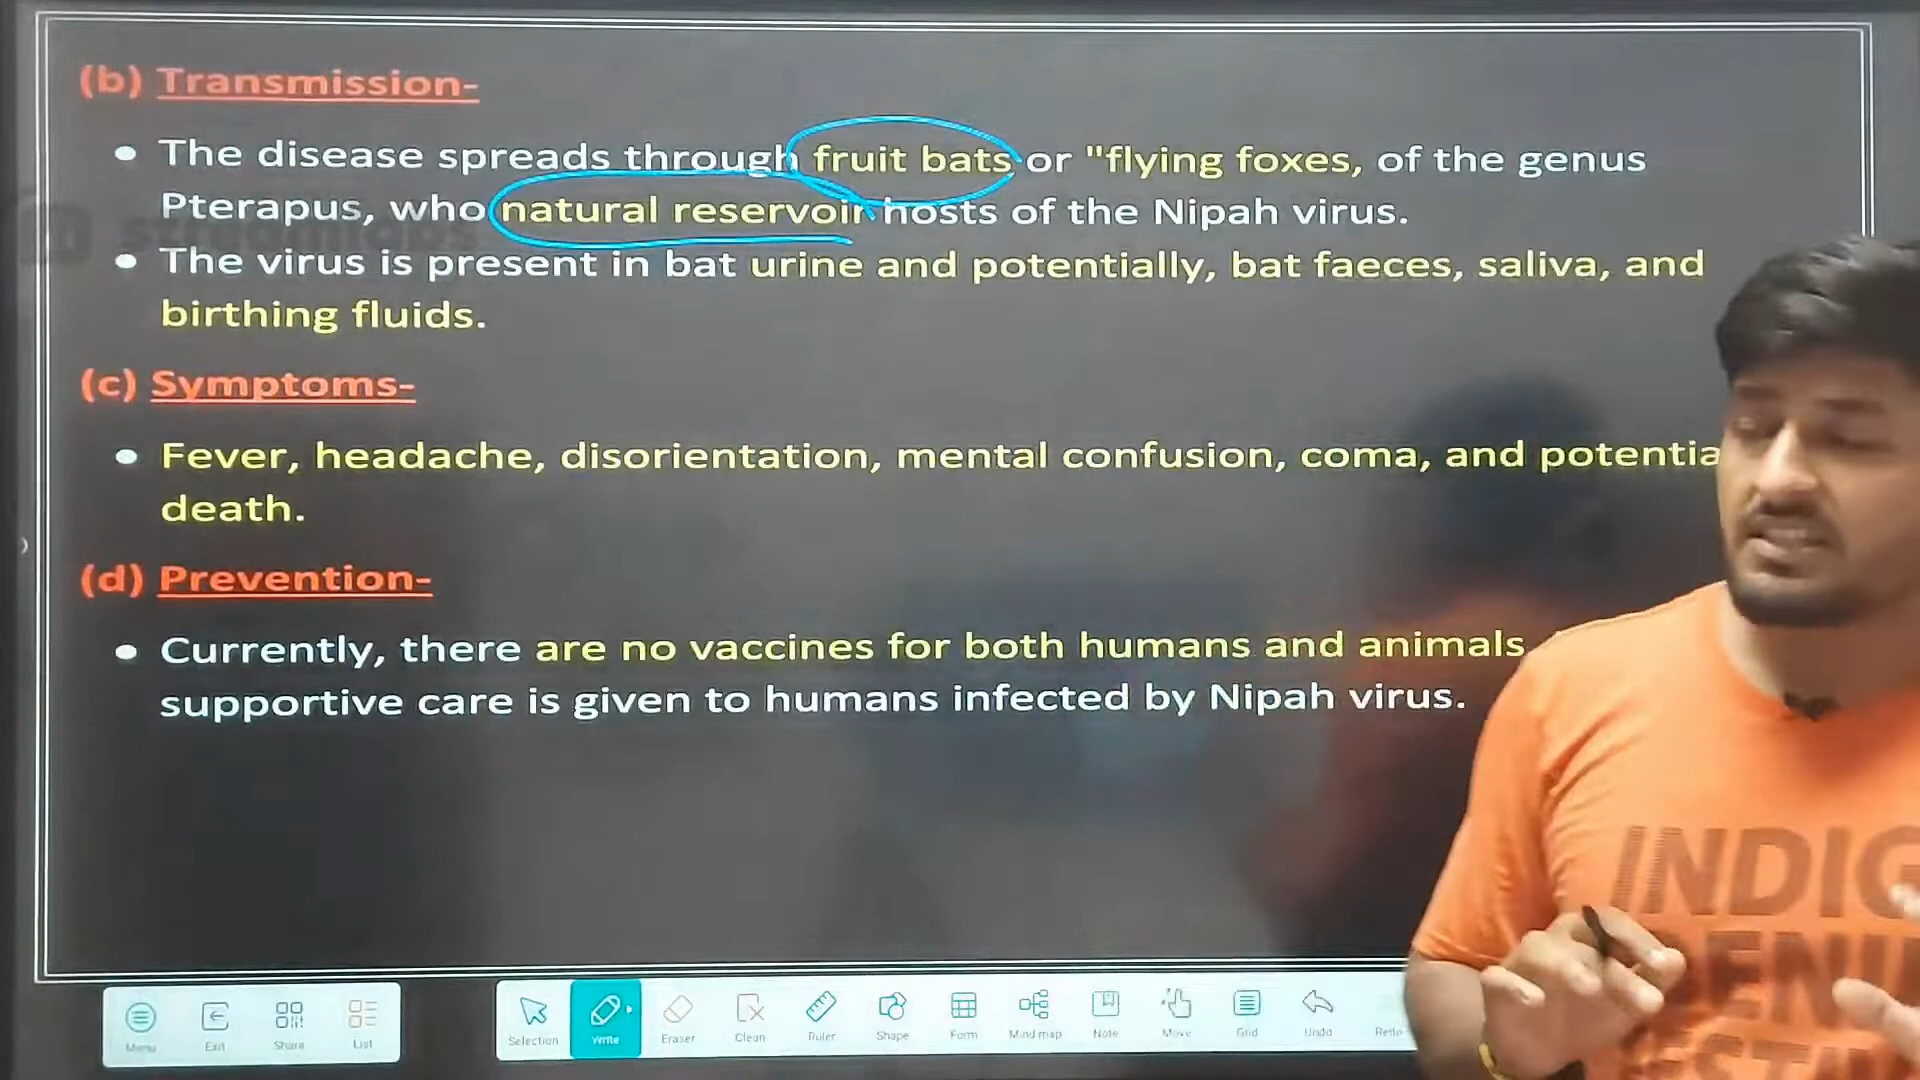 (b) Transmission-
• The disease spreads through fruit bats or "flying foxes, of the genus
Pterapus, who natural reservoir hosts of the Nipah virus.
• The virus is present in bat urine and potentially, bat faeces, saliva, and
birthing fluids.
(c) Symptoms-
• Fever, headache, disorientation, mental confusion, coma, and potentia
death.
(d) Prevention-
• Currently, there are no vaccines for both humans and animals
supportive care is given to humans infected by Nipah virus.
INDIG
Menu Exit Share List
Selection Write Eraser Clean Ruler Shape Form Mind map Note Move Grid Undo Redo